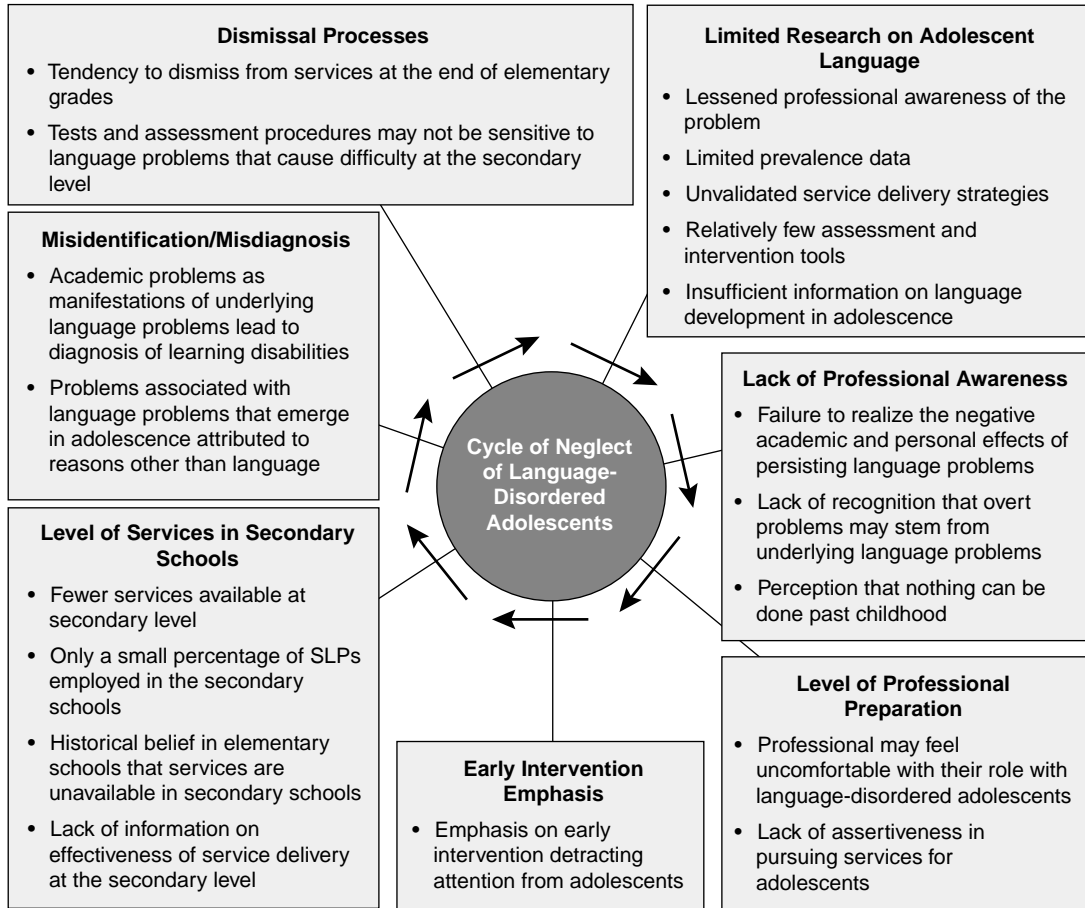 Dismissal Processes
• Tendency to dismiss from services at the end of elementary
grades
• Tests and assessment procedures may not be sensitive to
language problems that cause difficulty at the secondary
level
Limited Research on Adolescent
Language
• Lessened professional awareness of the
problem
• Limited prevalence data
• Unvalidated service delivery strategies
• Relatively few assessment and
intervention tools
• Insufficient information on language
development in adolescence
Misidentification/Misdiagnosis
• Academic problems as
manifestations of underlying
language problems lead to
diagnosis of learning disabilities
• Problems associated with
language problems that emerge
in adolescence attributed to
reasons other than language
Cycle of Neglect
of Language-
Disordered
Adolescents
Lack of Professional Awareness
• Failure to realize the negative
academic and personal effects of
persisting language problems
• Lack of recognition that overt
problems may stem from
underlying language problems
• Perception that nothing can be
done past childhood
Level of Services in Secondary
Schools
• Fewer services available at
secondary level
• Only a small percentage of SLPs
employed in the secondary
schools
• Historical belief in elementary
schools that services are
unavailable in secondary schools
• Lack of information on
effectiveness of service delivery
at the secondary level
Early Intervention
Emphasis
• Emphasis on early
intervention detracting
attention from adolescents
Level of Professional
Preparation
• Professional may feel
uncomfortable with their role with
language-disordered adolescents
• Lack of assertiveness in
pursuing services for
adolescents